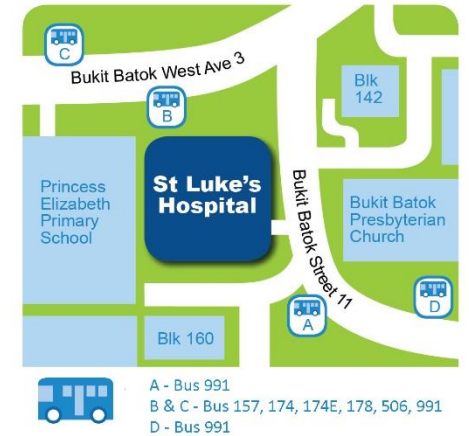 C
Bukit Batok West Ave 3
B
Blk
142
Princess
Elizabeth
Primary
School
St Luke's
Hospital
Bukit Batok Street 11
Bukit Batok
Presbyterian
Church
D
A
Blk 160
A - Bus 991
B & C - Bus 157, 174, 174E, 178, 506, 991
D - Bus 991